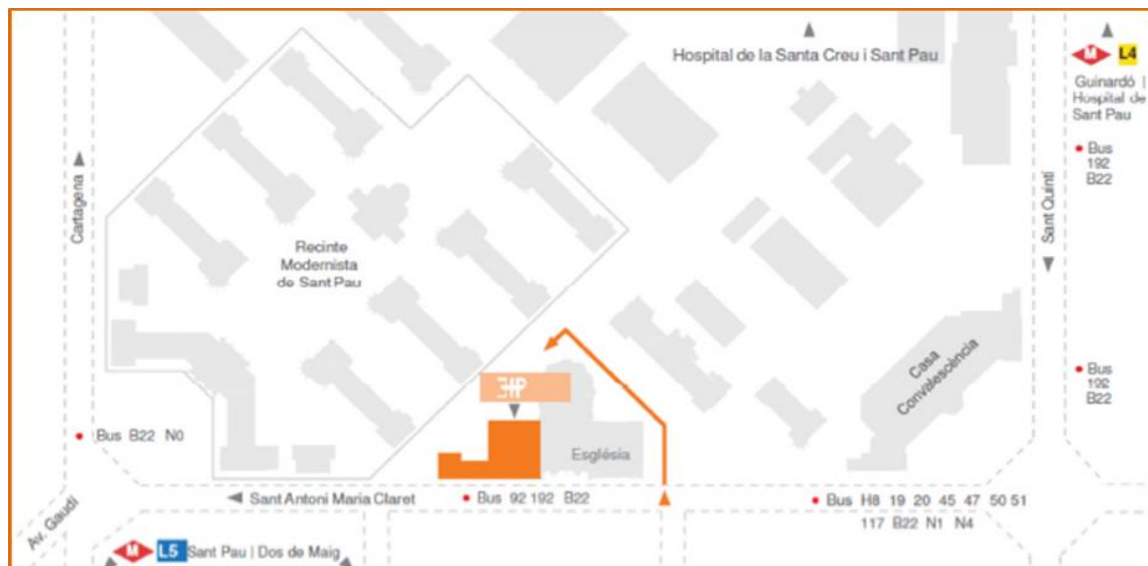 Hospital de la Santa Creu i Sant Pau
M L4
Guinardó |
Hospital de
Sant Pau
Bus
192
B22
Cartagena
Sant Quintí
Recinte
Modernista
de Sant Pau
Casa
Convalescència
Bus
192
B22
Bus B22 N0
Església
Sant Antoni Maria Claret
Bus 92 192 B22
Bus H8 19 20 45 47 50 51
117 B22 N1 N4
Av. Gaudí
M L5 Sant Pau | Dos de Maig